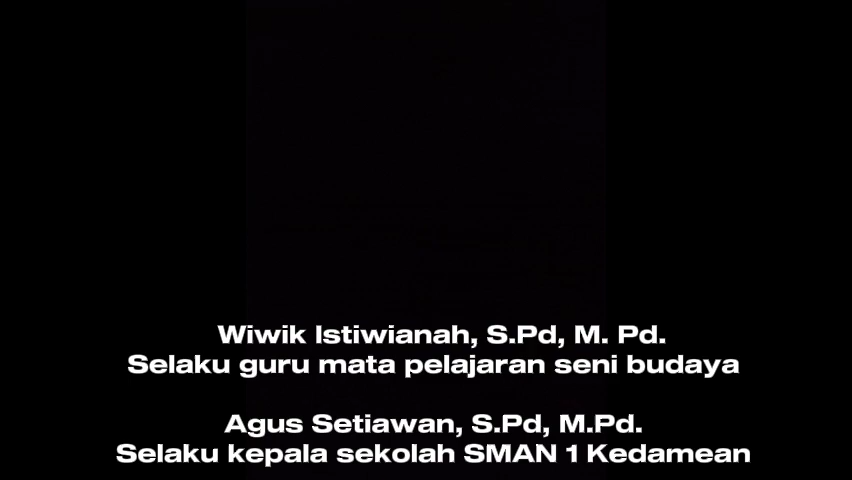 Wiwik Istiwianah, S.Pd, M. Pd.
Selaku guru mata pelajaran seni budaya
Agus Setiawan, S.Pd, M.Pd.
Selaku kepala sekolah SMAN 1 Kedamean